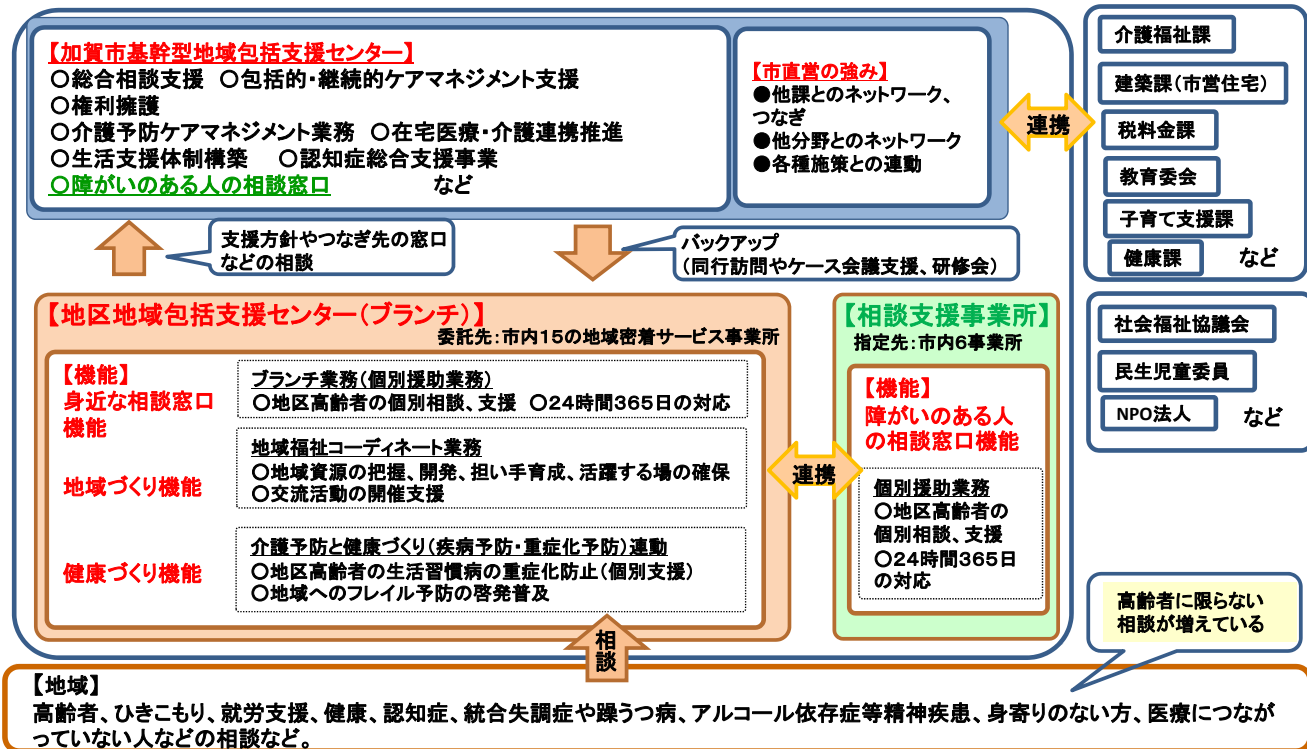 【加賀市基幹型地域包括支援センター】
○総合相談支援　○包括的・継続的ケアマネジメント支援
○権利擁護
○介護予防ケアマネジメント業務　○在宅医療・介護連携推進
○生活支援体制構築　○認知症総合支援事業
○障がいのある人の相談窓口　など
【市直営の強み】
●他課とのネットワーク、
つなぎ
●他分野とのネットワーク
●各種施策との連動
連携
介護福祉課
建築課（市営住宅）
税料金課
教育委会
子育て支援課
健康課　など
支援方針やつなぎ先の窓口
などの相談
バックアップ
（同行訪問やケース会議支援、研修会）
社会福祉協議会
民生児童委員
NPO法人　など
【地区地域包括支援センター（ブランチ）】
委託先：市内15の地域密着サービス事業所
【機能】
身近な相談窓口
機能
ブランチ業務（個別援助業務）
○地区高齢者の個別相談、支援　○24時間365日の対応
地域づくり機能
地域福祉コーディネート業務
○地域資源の把握、開発、担い手育成、活躍する場の確保
○交流活動の開催支援
健康づくり機能
介護予防と健康づくり（疾病予防・重症化予防）連動
○地区高齢者の生活習慣病の重症化防止（個別支援）
○地域へのフレイル予防の啓発普及
連携
【相談支援事業所】
指定先：市内6事業所
【機能】
障がいのある人
の相談窓口機能
個別援助業務
○地区高齢者の
個別相談、支援
○24時間365日
の対応
相談
高齢者に限らない
相談が増えている
【地域】
高齢者、ひきこもり、就労支援、健康、認知症、統合失調症や躁うつ病、アルコール依存症等精神疾患、身寄りのない方、医療につなが
っていない人などの相談など。